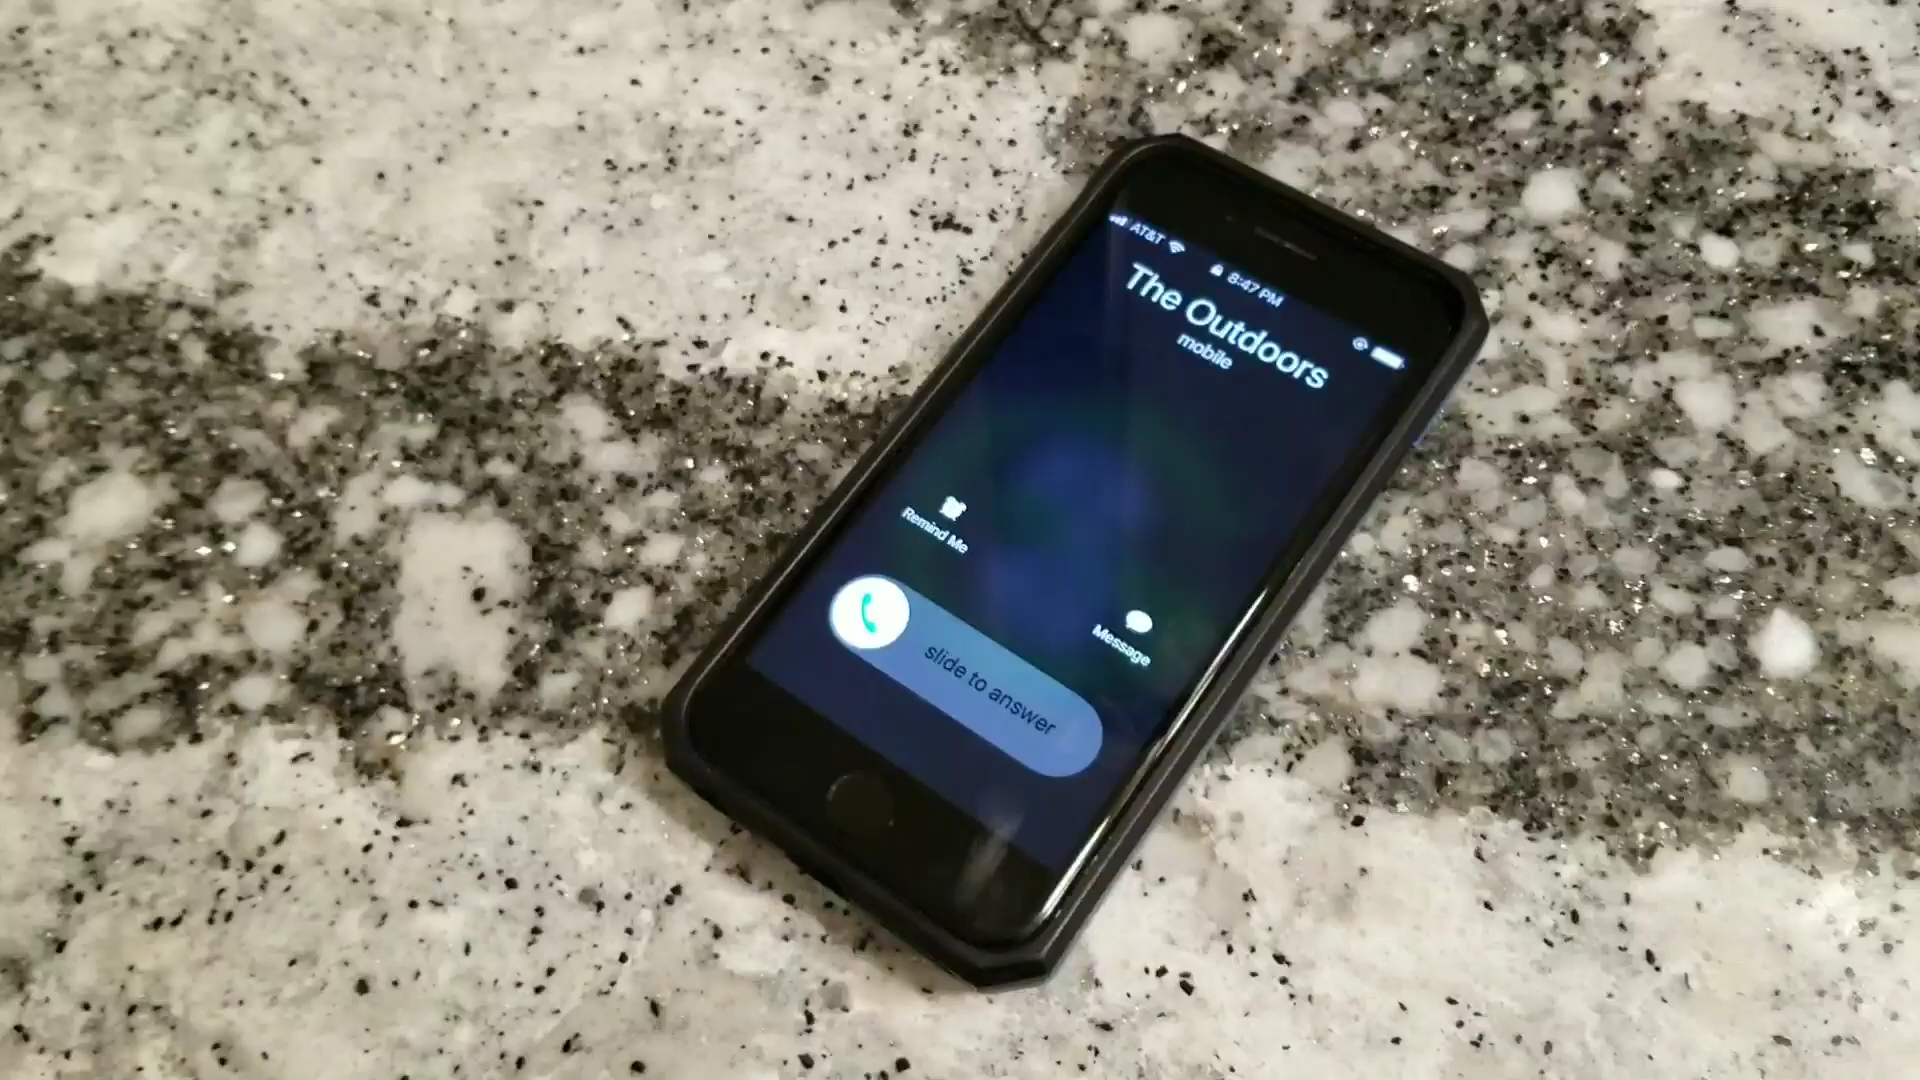 AT&T
8:47 PM
The Outdoors
mobile
Remind Me
Message
slide to answer